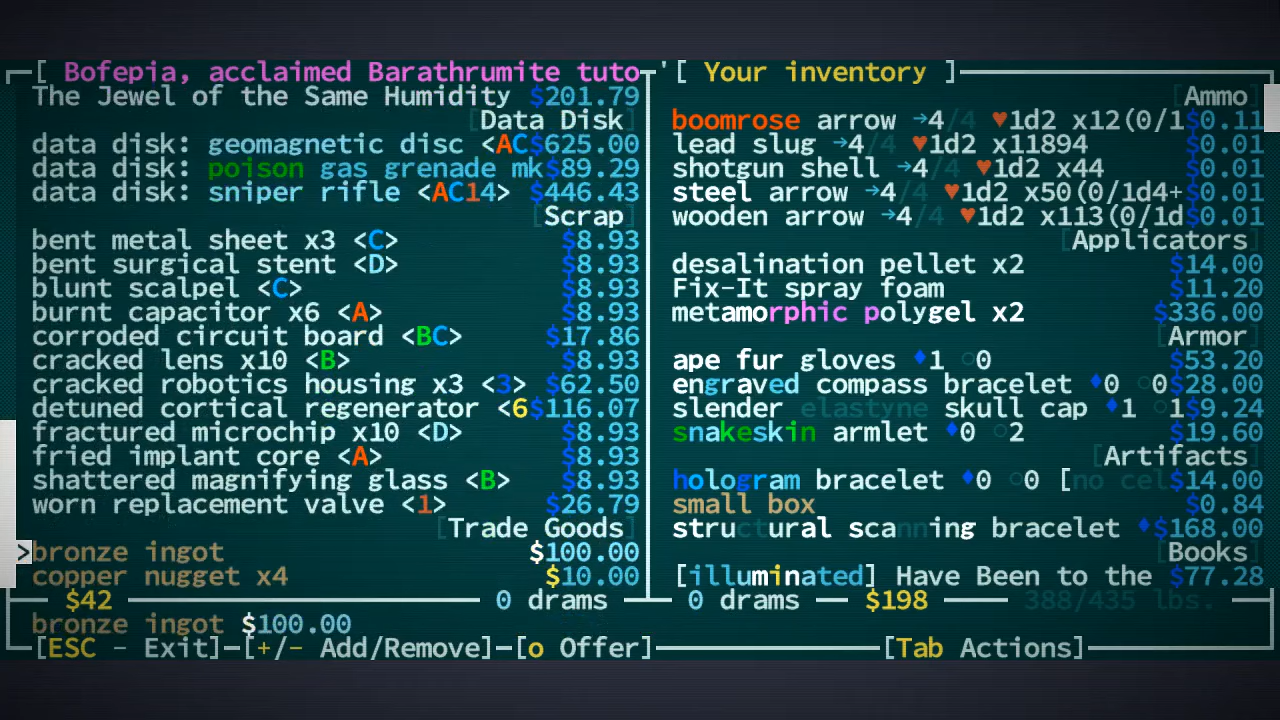 [ Bofepia, acclaimed Barathrumite tuto
The Jewel of the Same Humidity $201.79
[Data Disk]
data disk: geomagnetic disc <AC$625.00
data disk: poison gas grenade mk$89.29
data disk: sniper rifle <AC14> $446.43
[Scrap]
bent metal sheet x3 <C> $8.93
bent surgical stent <D> $8.93
blunt scalpel <C> $8.93
burnt capacitor x6 <A> $8.93
corroded circuit board <BC> $17.86
cracked lens x10 <B> $8.93
cracked robotics housing x3 <3> $62.50
detuned cortical regenerator <6$116.07
fractured microchip x10 <D> $8.93
fried implant core <A> $8.93
shattered magnifying glass <B> $8.93
worn replacement valve <1> $26.79
[Trade Goods]
>bronze ingot $100.00
copper nugget x4 $10.00
$42 0 drams
'[ Your inventory ]
[Ammo]
boomrose arrow →4/4 ♥1d2 x12(0/1$0.11
lead slug →4/4 ♥1d2 x11894 $0.01
shotgun shell →4/4 ♥1d2 x44 $0.01
steel arrow →4/4 ♥1d2 x50(0/1d4+$0.01
wooden arrow →4/4 ♥1d2 x113(0/1d$0.01
[Applicators]
desalination pellet x2 $14.00
Fix-It spray foam $11.20
metamorphic polygel x2 $336.00
[Armor]
ape fur gloves ♦1 ○0 $53.20
engraved compass bracelet ♦0 ○0$28.00
slender elastyne skull cap ♦1 ○1$9.24
snakeskin armlet ♦0 ○2 $19.60
[Artifacts]
hologram bracelet ♦0 ○0 [no cel$14.00
small box $0.84
structural scanning bracelet ♦$168.00
[Books]
[illuminated] Have Been to the $77.28
0 drams $198 388/435 lbs.
bronze ingot $100.00
[ESC - Exit]-[+/- Add/Remove]-[o Offer] [Tab Actions]